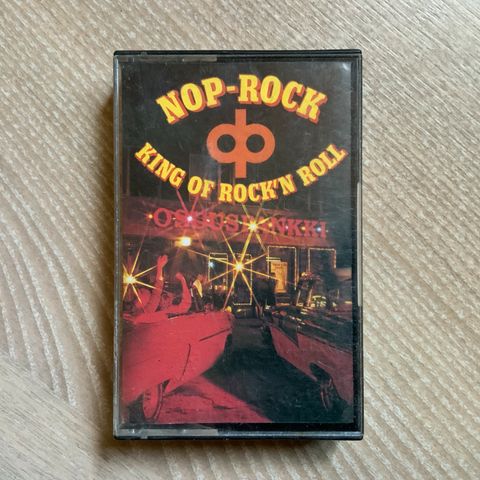 NOP-ROCK
KING OF ROCK'N ROLL
OSUUSPANKKI